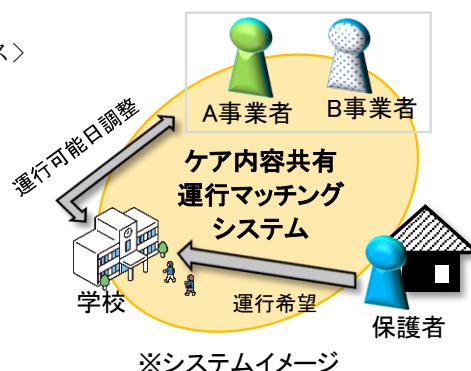 ス〉
A事業者
B事業者
運行可能日調整
ケア内容共有
運行マッチング
システム
学校
運行希望
保護者
※システムイメージ